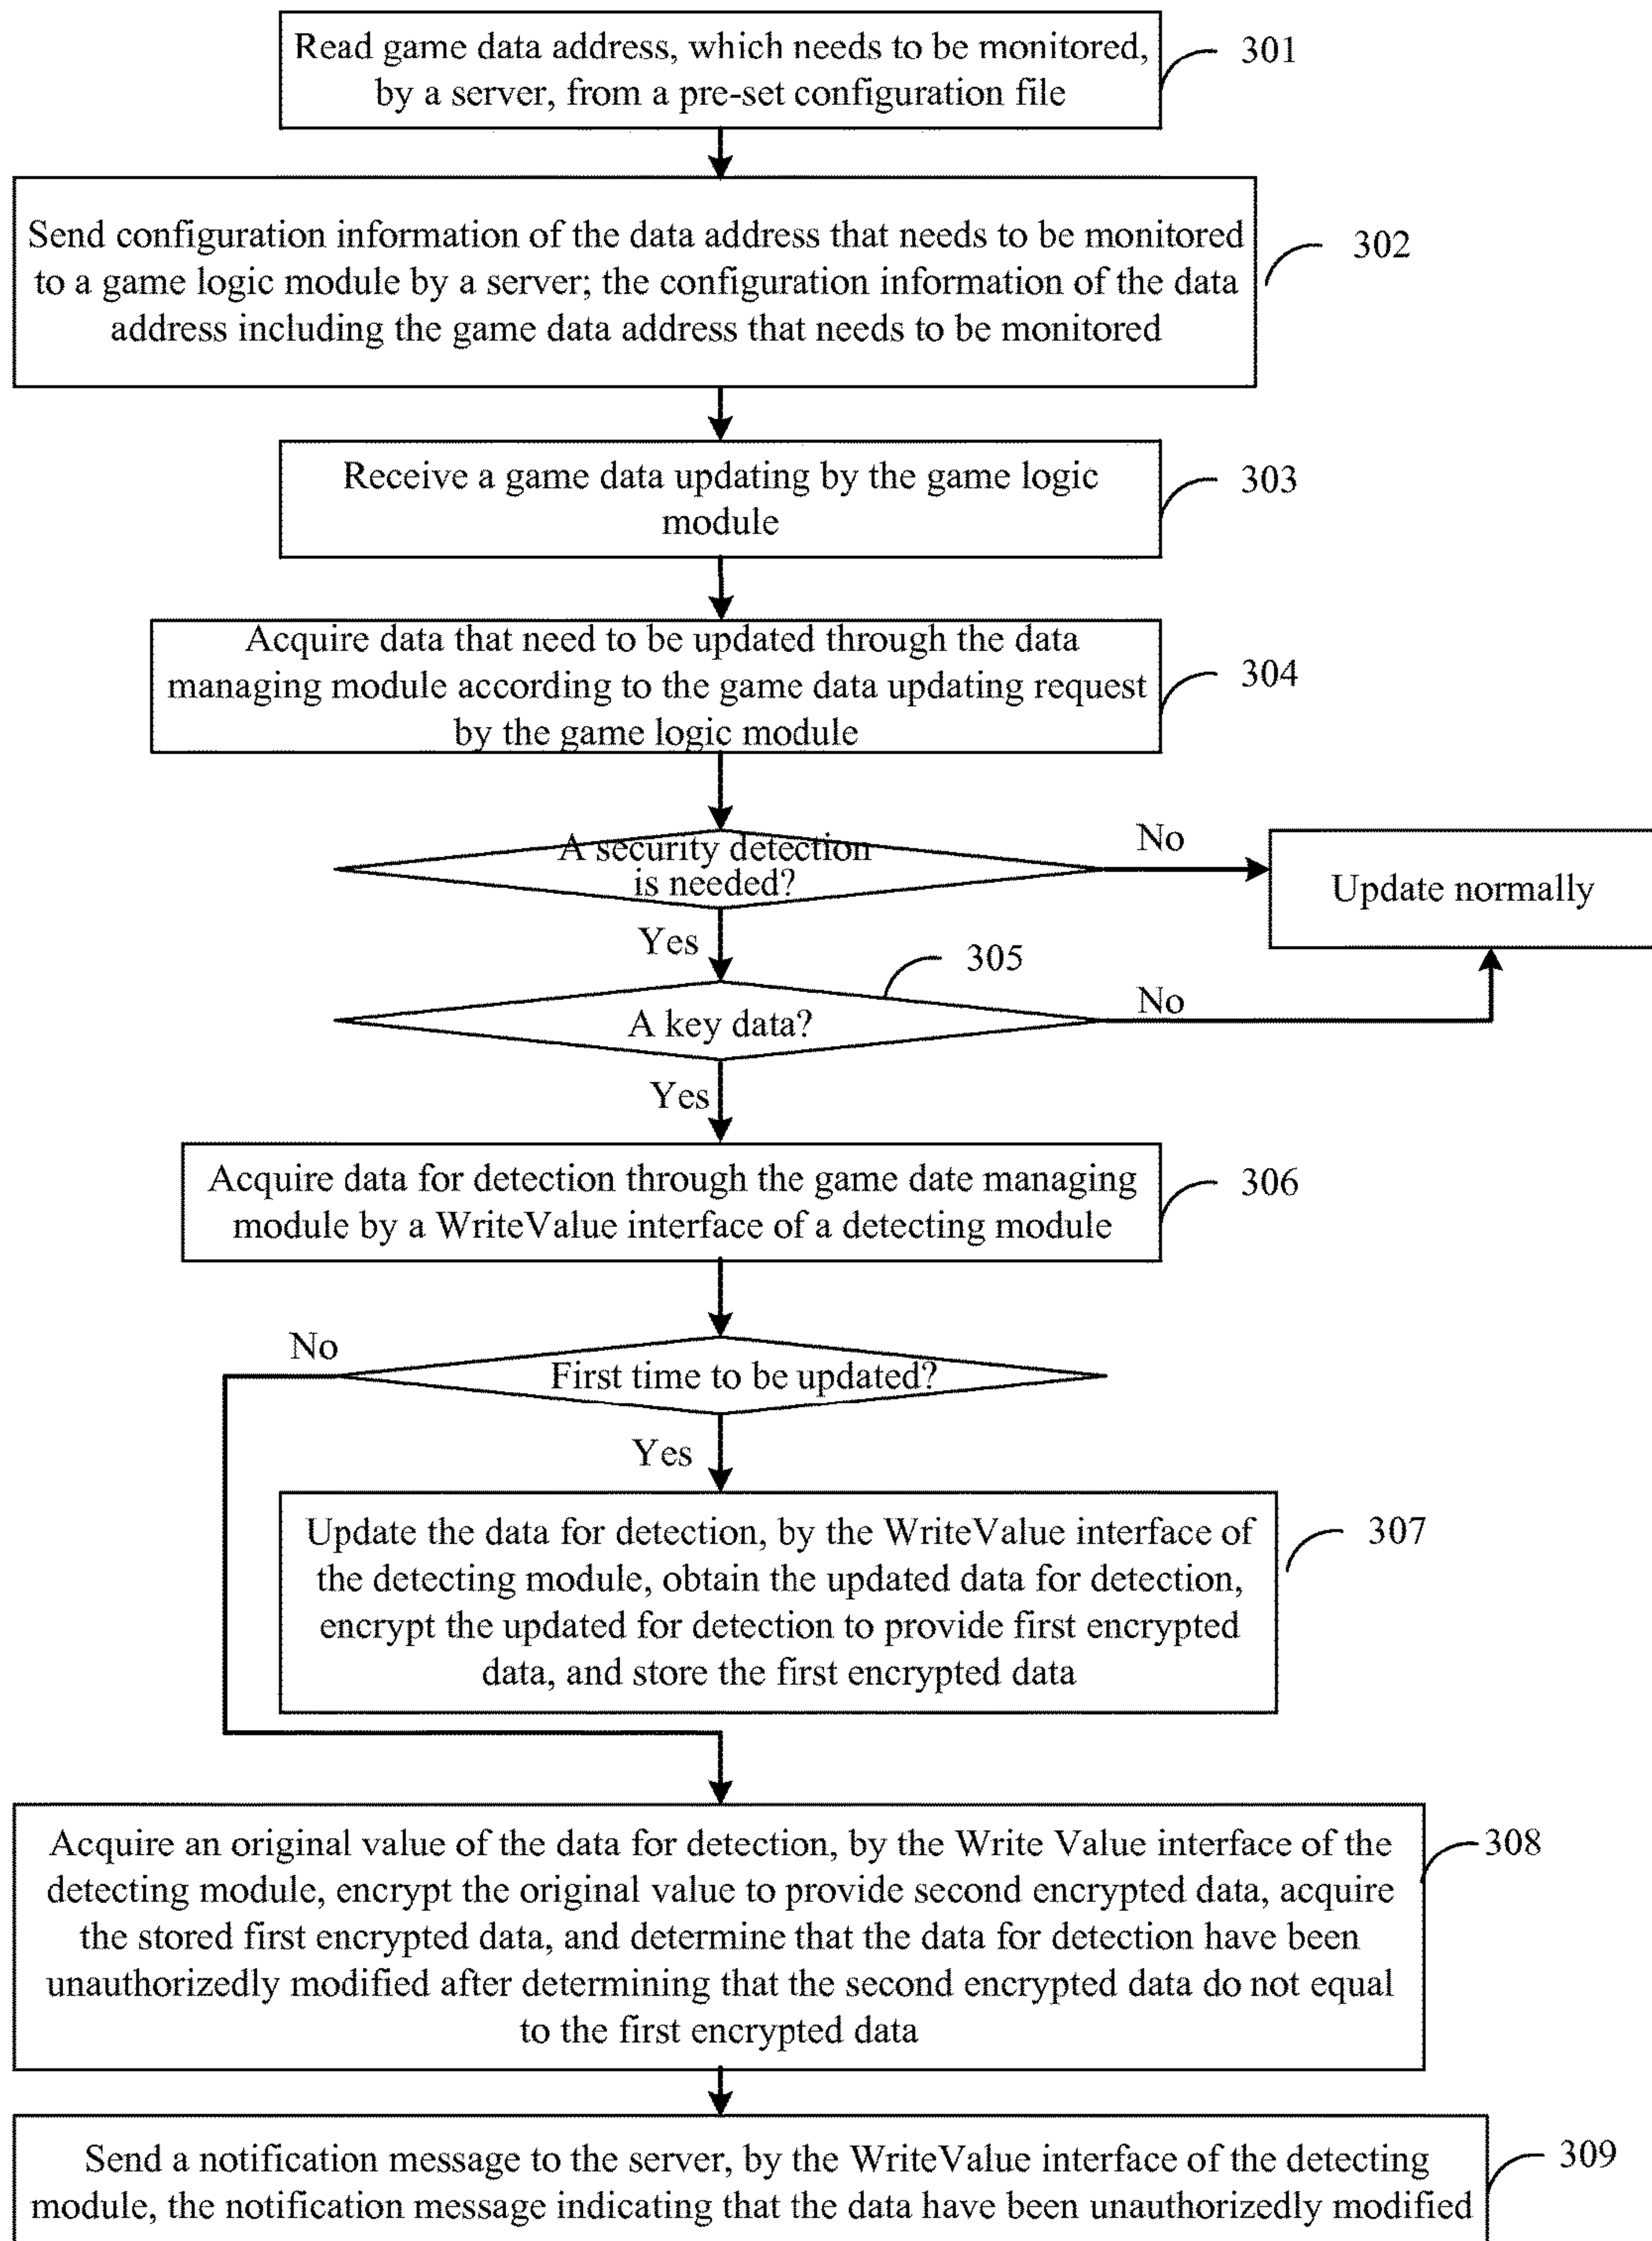 Read game data address, which needs to be monitored,
by a server, from a pre-set configuration file
301
Send configuration information of the data address that needs to be monitored
to a game logic module by a server; the configuration information of the data
address including the game data address that needs to be monitored
302
Receive a game data updating by the game logic
module
303
Acquire data that need to be updated through the data
managing module according to the game data updating request
by the game logic module
304
A security detection
is needed?
No
Update normally
Yes
305
A key data?
No
Yes
Acquire data for detection through the game date managing
module by a WriteValue interface of a detecting module
306
No
First time to be updated?
Yes
Update the data for detection, by the WriteValue interface of
the detecting module, obtain the updated data for detection,
encrypt the updated for detection to provide first encrypted
data, and store the first encrypted data
307
Acquire an original value of the data for detection, by the Write Value interface of the
detecting module, encrypt the original value to provide second encrypted data, acquire
the stored first encrypted data, and determine that the data for detection have been
unauthorizedly modified after determining that the second encrypted data do not equal
to the first encrypted data
308
Send a notification message to the server, by the WriteValue interface of the detecting
module, the notification message indicating that the data have been unauthorizedly modified
309